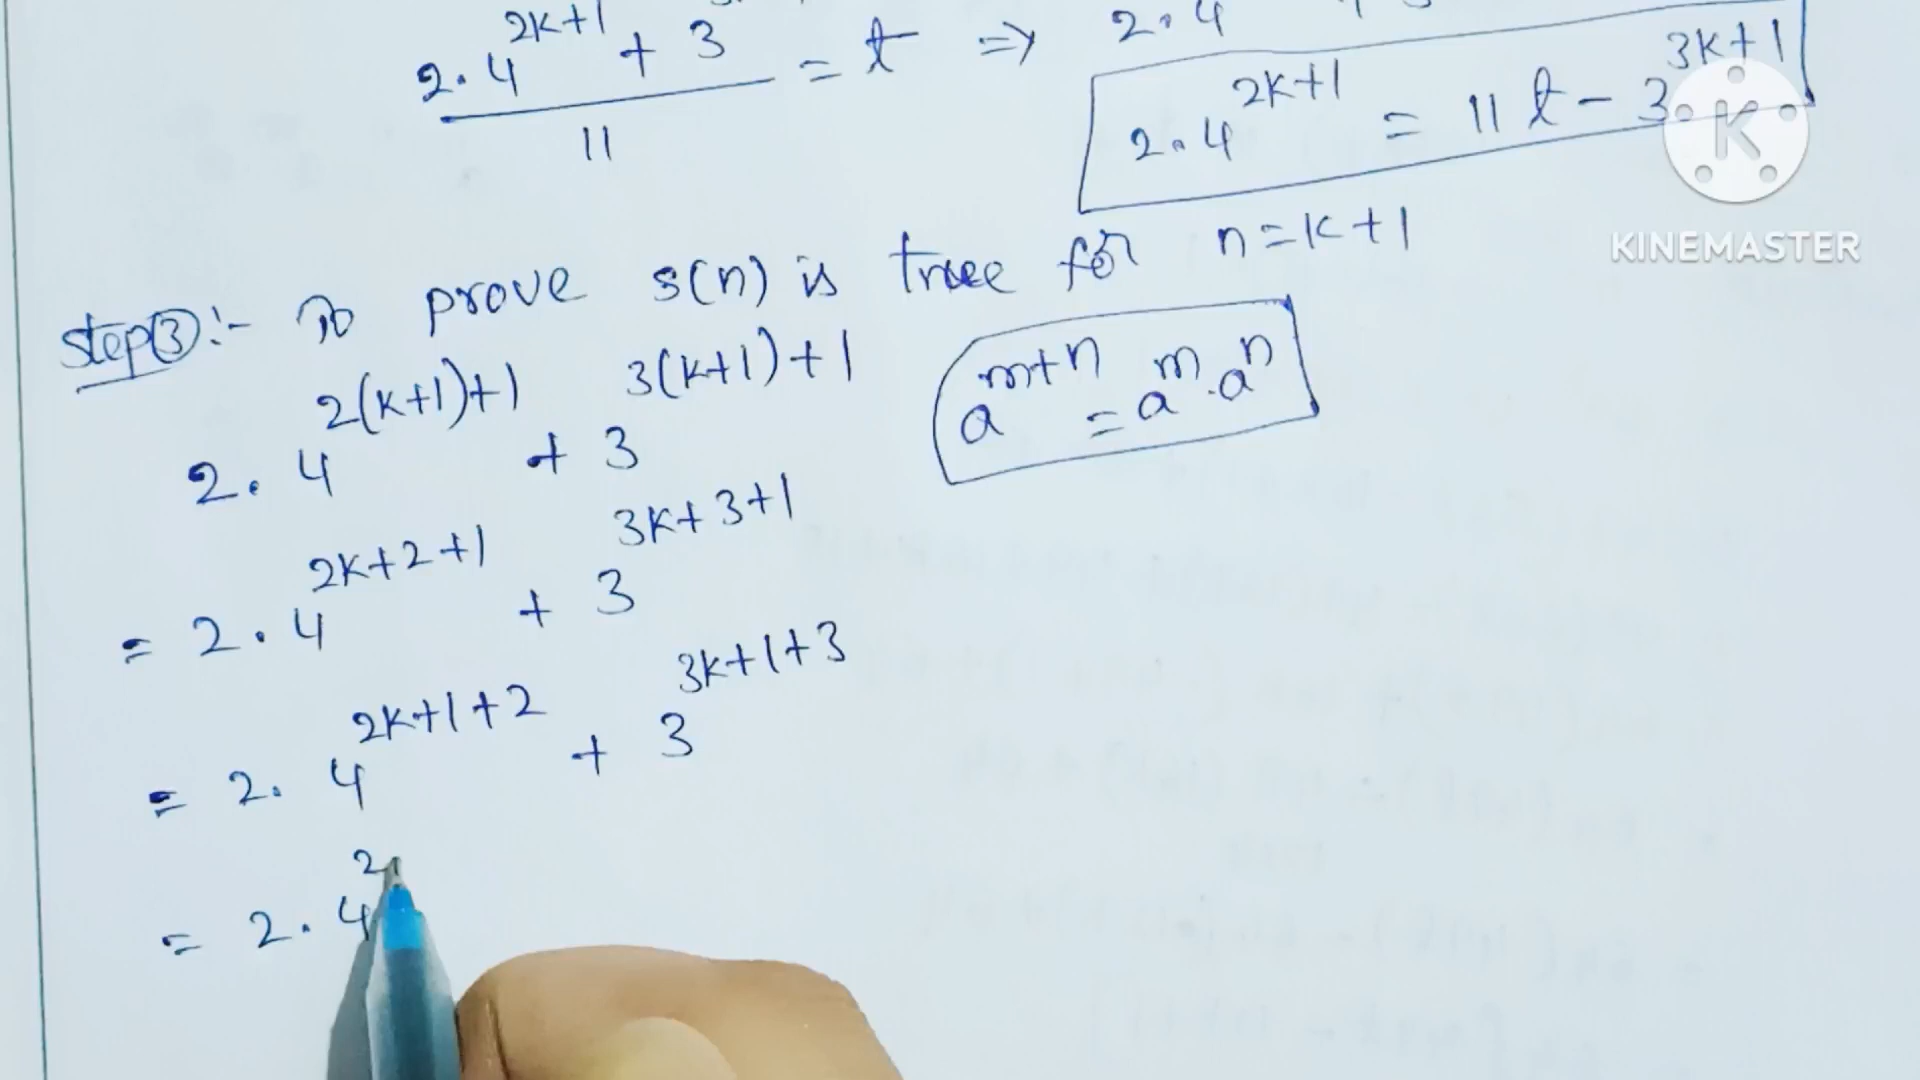 2.4^{2k+1} + 3
———— = t ⇒ 2.4
11
2.4^{2k+1} = 11t - 3^{3k+1}
KINEMASTER
Step③:- To prove s(n) is true for n=k+1
2.4^{2(k+1)+1} + 3^{3(k+1)+1}
a^{m+n} = a^m.a^n
= 2.4^{2k+2+1} + 3^{3k+3+1}
= 2.4^{2k+1+2} + 3^{3k+1+3}
= 2.4^2